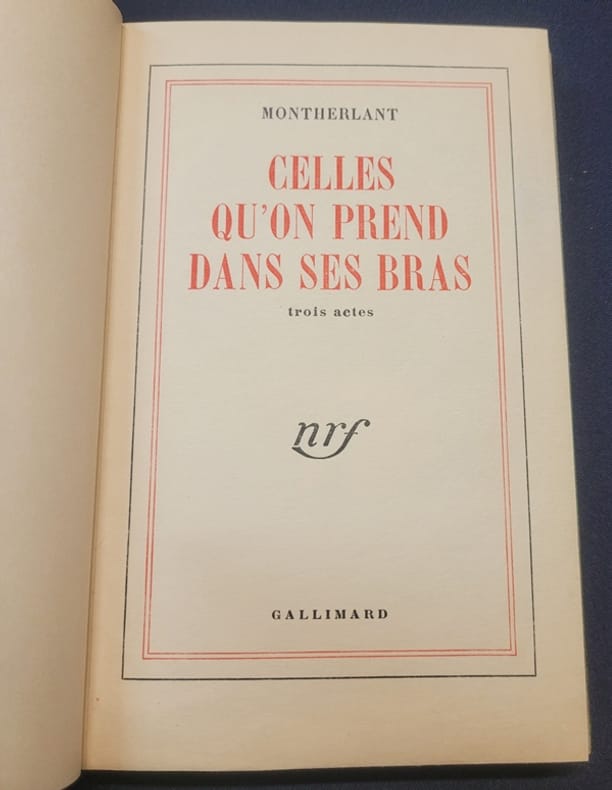 MONTHERLANT
CELLES
QU'ON PREND
DANS SES BRAS
trois actes
nrf
GALLIMARD